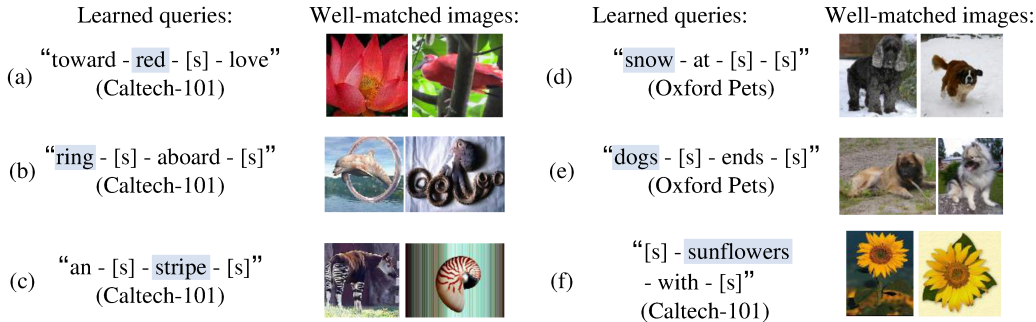 Learned queries: Well-matched images:
(a) “toward - red - [s] - love”
(Caltech-101)
(b) “ring - [s] - aboard - [s]”
(Caltech-101)
(c) “an - [s] - stripe - [s]”
(Caltech-101)
Learned queries: Well-matched images:
(d) “snow - at - [s] - [s]”
(Oxford Pets)
(e) “dogs - [s] - ends - [s]”
(Oxford Pets)
(f) “[s] - sunflowers
- with - [s]”
(Caltech-101)